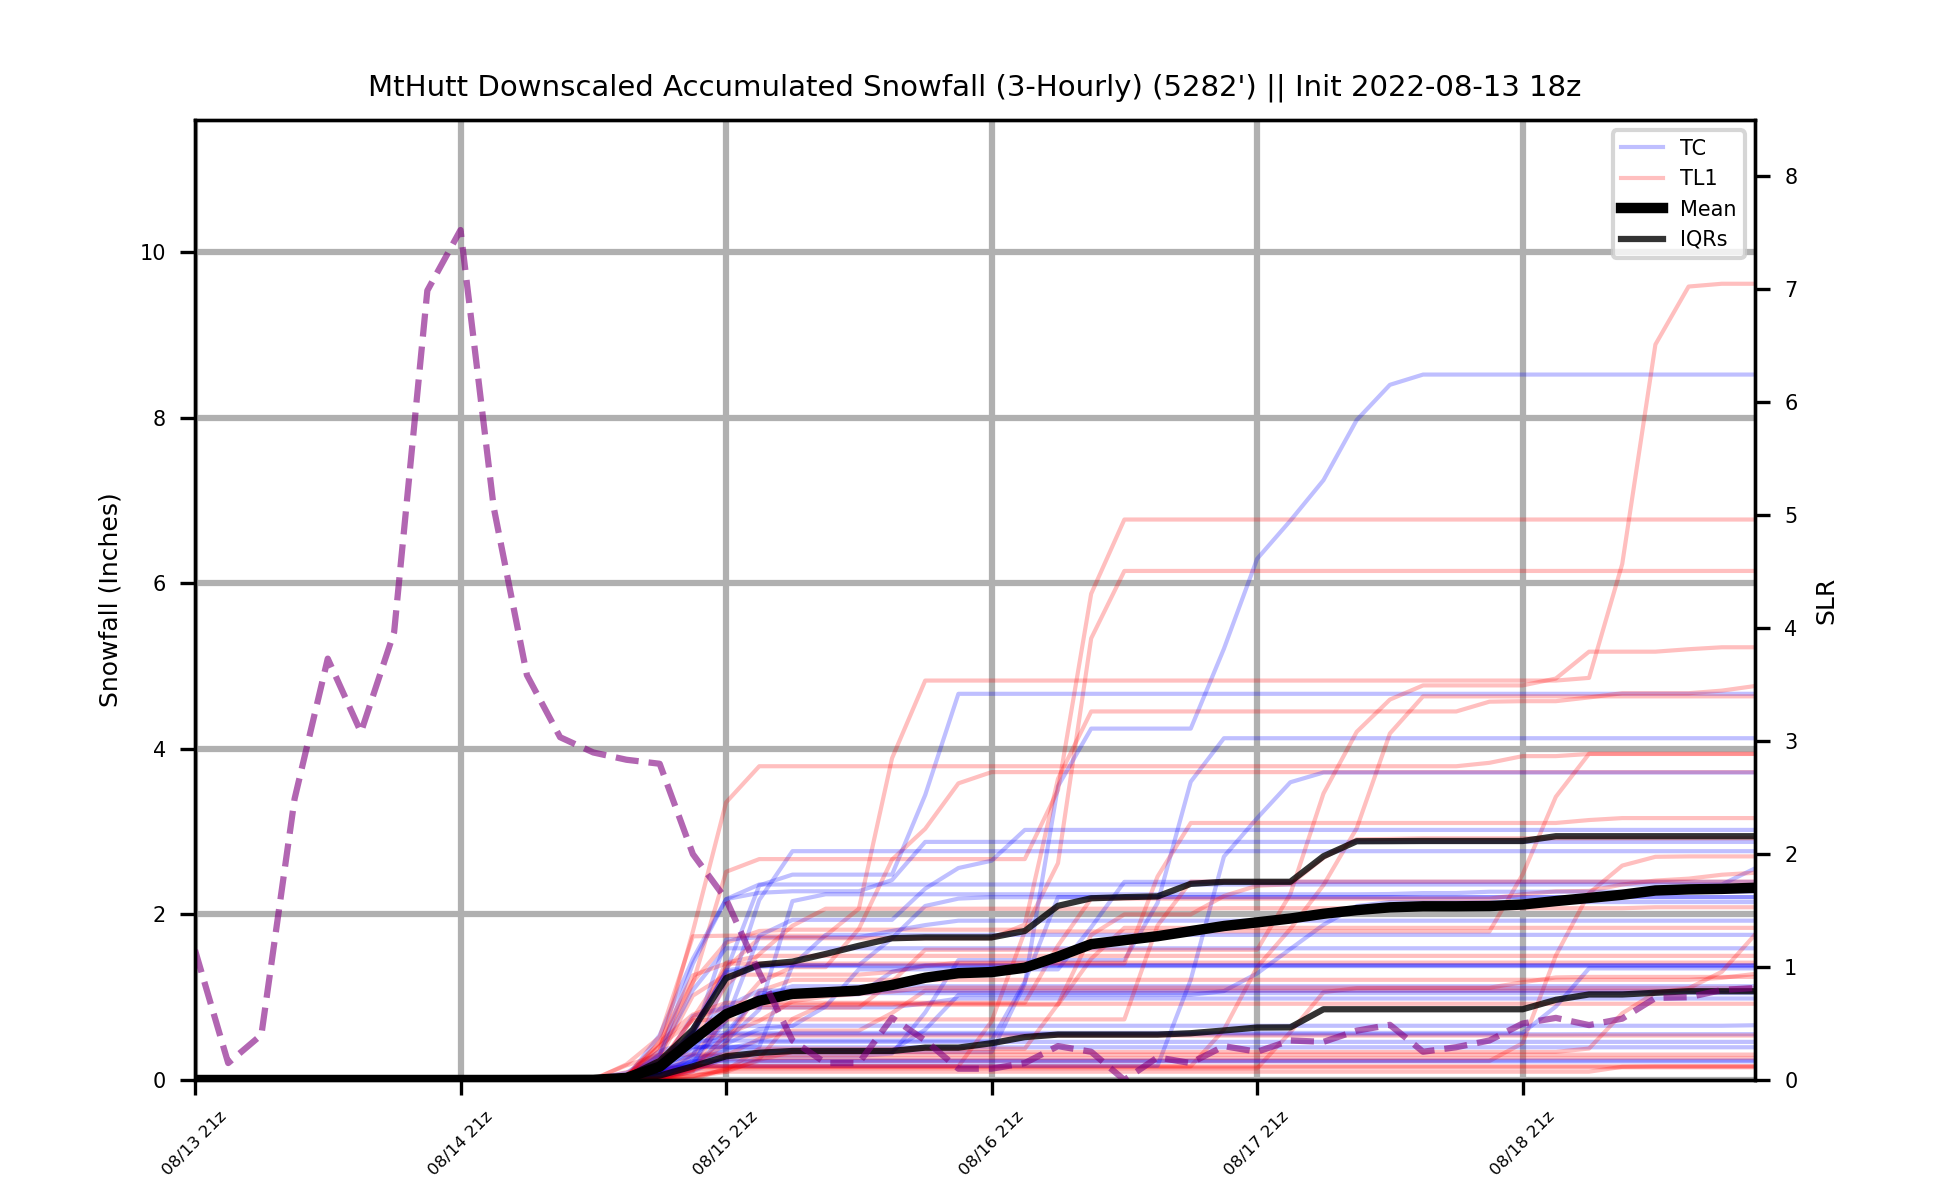 MtHutt Downscaled Accumulated Snowfall (3-Hourly) (5282') || Init 2022-08-13 18z
TC
TL1
Mean
IQRs
Snowfall (Inches)
10
8
6
4
2
0
SLR
8
7
6
5
4
3
2
1
0
08/13 21z
08/14 21z
08/15 21z
08/16 21z
08/17 21z
08/18 21z